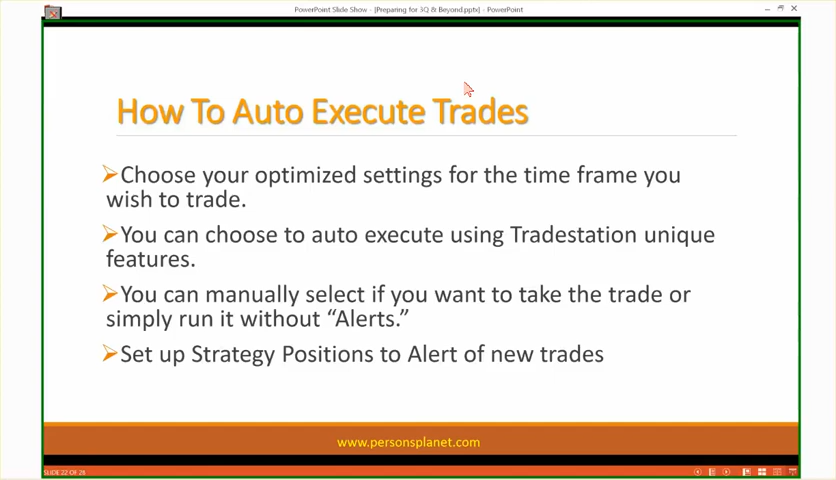 PowerPoint Slide Show - [Preparing for 3Q & Beyond.pptv] - PowerPoint
How To Auto Execute Trades
Choose your optimized settings for the time frame you
wish to trade.
You can choose to auto execute using Tradestation unique
features.
You can manually select if you want to take the trade or
simply run it without “Alerts.”
Set up Strategy Positions to Alert of new trades
www.personsplanet.com
SLIDE 22 OF 26